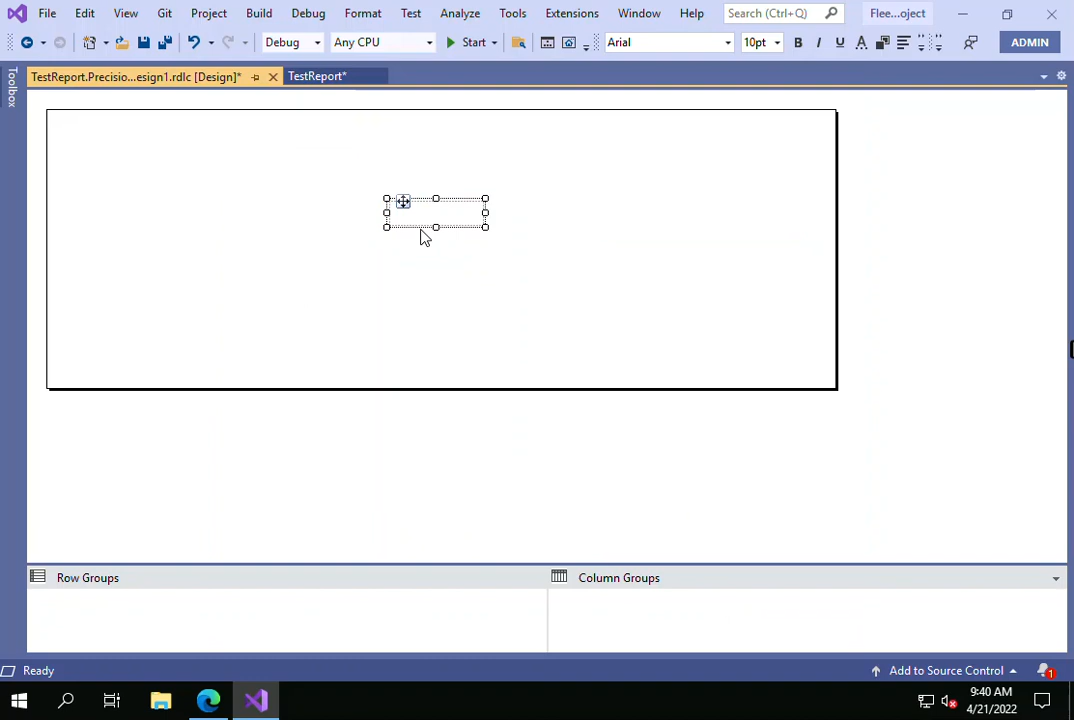 File Edit View Git Project Build Debug Format Test Analyze Tools Extensions Window Help Search (Ctrl+Q) Flee...oject
Debug Any CPU Start Arial 10pt B I U A ADMIN
Toolbox
TestReport.Precisio...esign1.rdlc [Design]* TestReport*
Row Groups Column Groups
Ready Add to Source Control 1
9:40 AM
4/21/2022